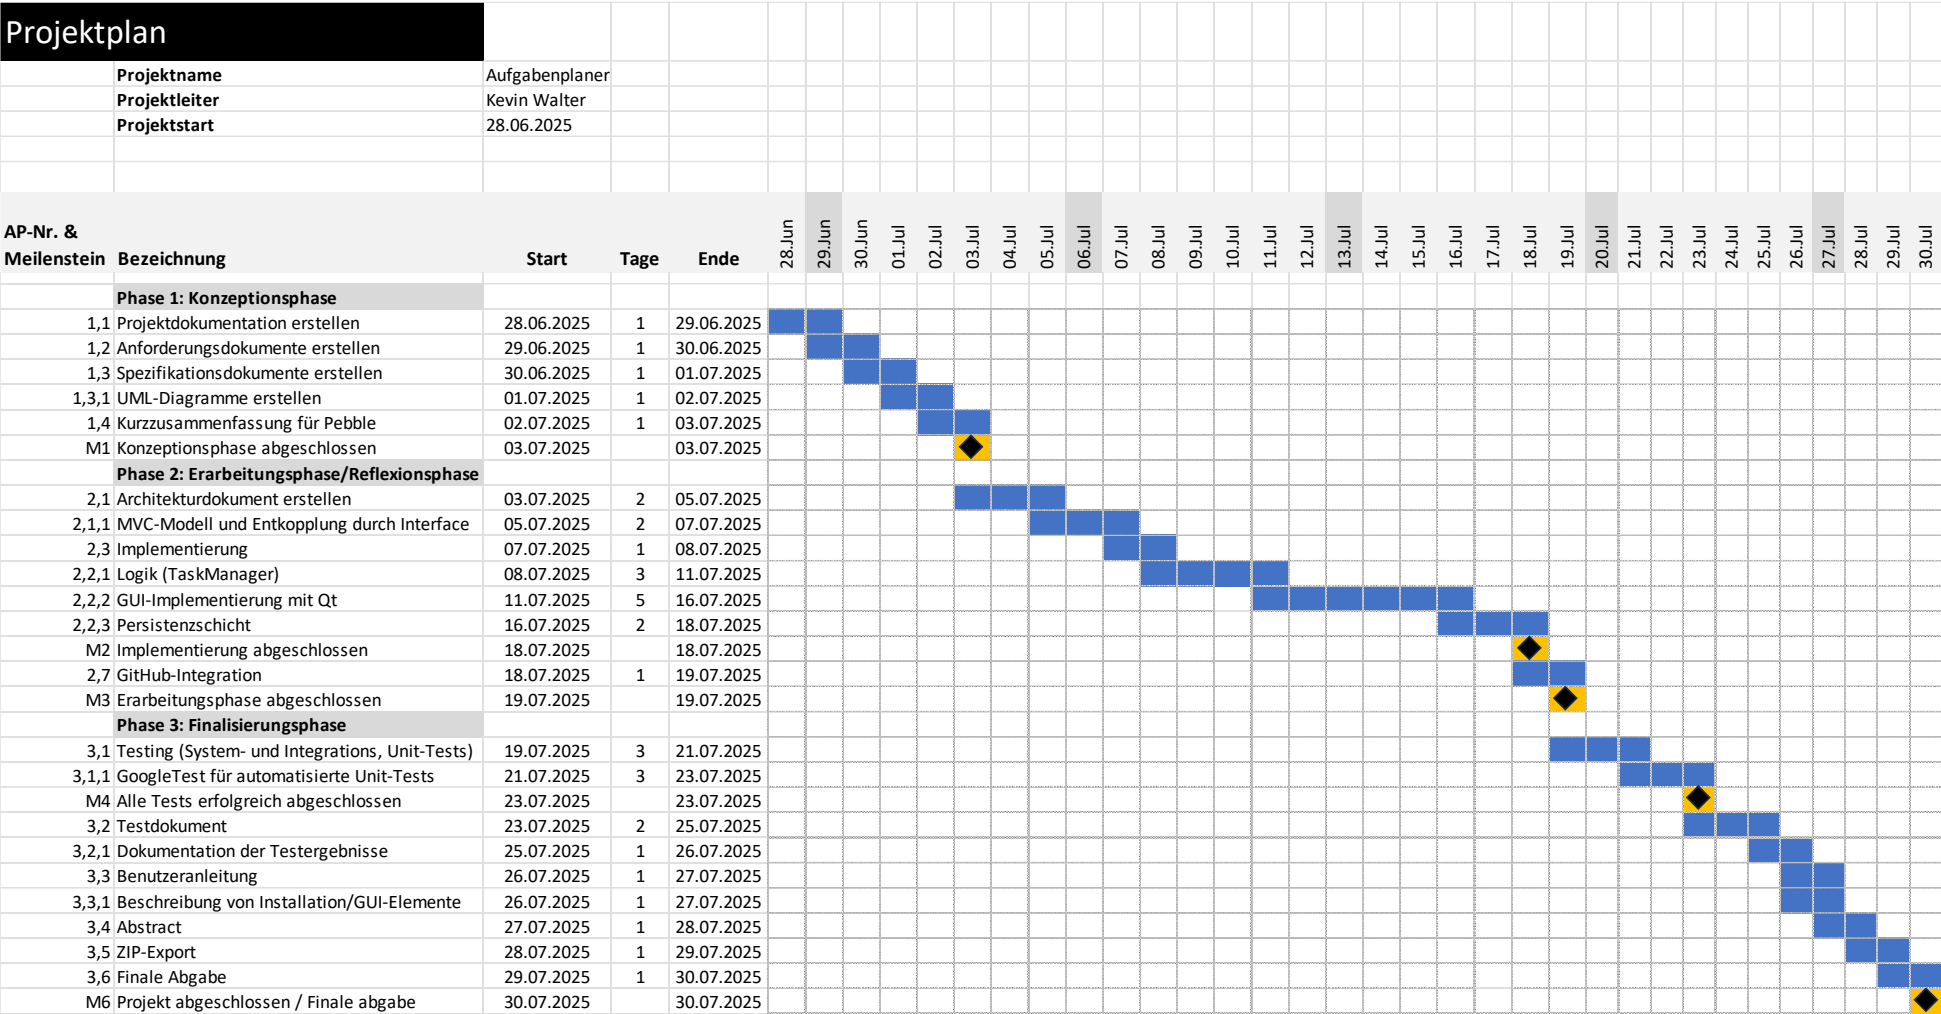 Projektplan
Projektname Aufgabenplaner
Projektleiter Kevin Walter
Projektstart 28.06.2025
AP-Nr. &
Meilenstein Bezeichnung Start Tage Ende 28.Jun 29.Jun 30.Jun 01.Jul 02.Jul 03.Jul 04.Jul 05.Jul 06.Jul 07.Jul 08.Jul 09.Jul 10.Jul 11.Jul 12.Jul 13.Jul 14.Jul 15.Jul 16.Jul 17.Jul 18.Jul 19.Jul 20.Jul 21.Jul 22.Jul 23.Jul 24.Jul 25.Jul 26.Jul 27.Jul 28.Jul 29.Jul 30.Jul
Phase 1: Konzeptionsphase
1,1 Projektdokumentation erstellen 28.06.2025 1 29.06.2025
1,2 Anforderungsdokumente erstellen 29.06.2025 1 30.06.2025
1,3 Spezifikationsdokumente erstellen 30.06.2025 1 01.07.2025
1,3,1 UML-Diagramme erstellen 01.07.2025 1 02.07.2025
1,4 Kurzzusammenfassung für Pebble 02.07.2025 1 03.07.2025
M1 Konzeptionsphase abgeschlossen 03.07.2025 03.07.2025
Phase 2: Erarbeitungsphase/Reflexionsphase
2,1 Architekturdokument erstellen 03.07.2025 2 05.07.2025
2,1,1 MVC-Modell und Entkopplung durch Interface 05.07.2025 2 07.07.2025
2,3 Implementierung 07.07.2025 1 08.07.2025
2,2,1 Logik (TaskManager) 08.07.2025 3 11.07.2025
2,2,2 GUI-Implementierung mit Qt 11.07.2025 5 16.07.2025
2,2,3 Persistenzschicht 16.07.2025 2 18.07.2025
M2 Implementierung abgeschlossen 18.07.2025 18.07.2025
2,7 GitHub-Integration 18.07.2025 1 19.07.2025
M3 Erarbeitungsphase abgeschlossen 19.07.2025 19.07.2025
Phase 3: Finalisierungsphase
3,1 Testing (System- und Integrations, Unit-Tests) 19.07.2025 3 21.07.2025
3,1,1 GoogleTest für automatisierte Unit-Tests 21.07.2025 3 23.07.2025
M4 Alle Tests erfolgreich abgeschlossen 23.07.2025 23.07.2025
3,2 Testdokument 23.07.2025 2 25.07.2025
3,2,1 Dokumentation der Testergebnisse 25.07.2025 1 26.07.2025
3,3 Benutzeranleitung 26.07.2025 1 27.07.2025
3,3,1 Beschreibung von Installation/GUI-Elemente 26.07.2025 1 27.07.2025
3,4 Abstract 27.07.2025 1 28.07.2025
3,5 ZIP-Export 28.07.2025 1 29.07.2025
3,6 Finale Abgabe 29.07.2025 1 30.07.2025
M6 Projekt abgeschlossen / Finale abgabe 30.07.2025 30.07.2025